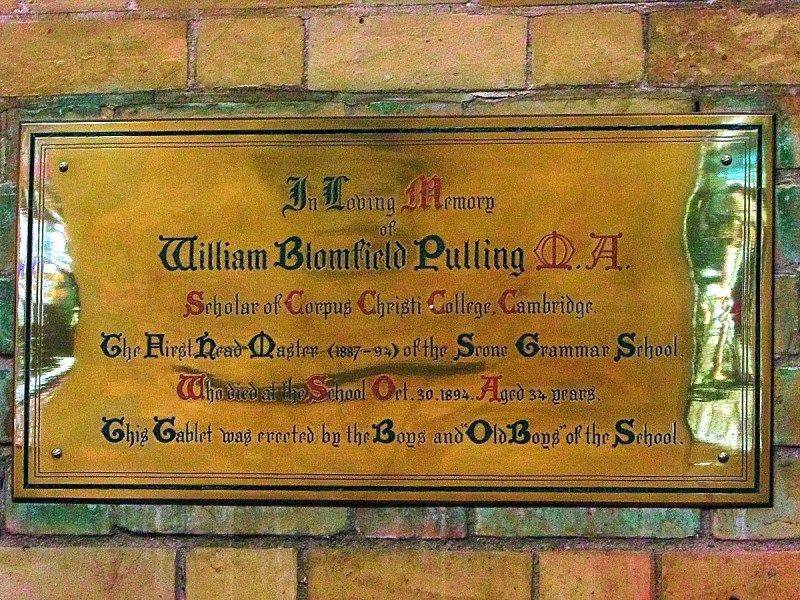 In Loving Memory
of
William Blomfield Pulling M.A.
Scholar of Corpus Christi College, Cambridge.
The First Head Master (1887-94) of the Scone Grammar School.
Who died at the School Oct. 30. 1894. Aged 34 years.
This Tablet was erected by the Boys and "Old Boys" of the School.